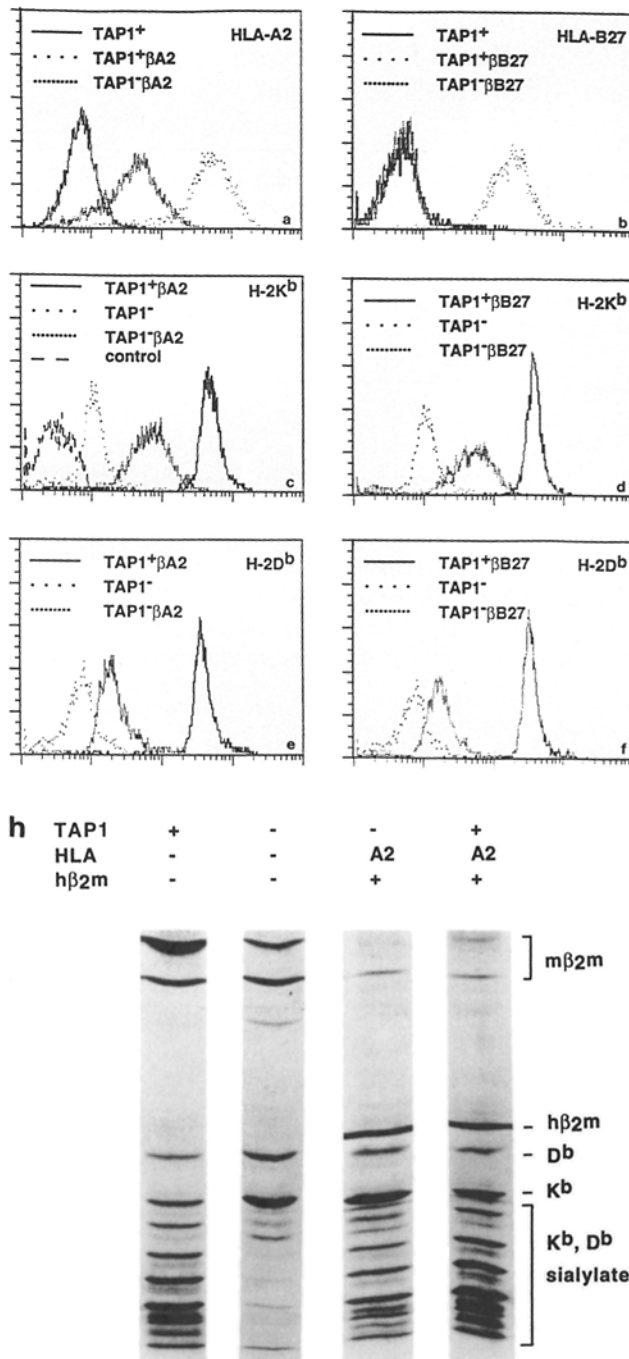 TAP1⁺ HLA-A2
TAP1⁺βA2
TAP1⁻βA2
a
TAP1⁺ HLA-B27
TAP1⁺βB27
TAP1⁻βB27
b
TAP1⁺βA2 H-2Kᵇ
TAP1⁻
TAP1⁻βA2
control
c
TAP1⁺βB27 H-2Kᵇ
TAP1⁻
TAP1⁻βB27
d
TAP1⁺βA2 H-2Dᵇ
TAP1⁻
TAP1⁻βA2
e
TAP1⁺βB27 H-2Dᵇ
TAP1⁻
TAP1⁻βB27
f
h TAP1 + - - +
HLA - - A2 A2
hβ2m - - + +
mβ2m
hβ2m
Dᵇ
Kᵇ
Kᵇ, Dᵇ
sialylate